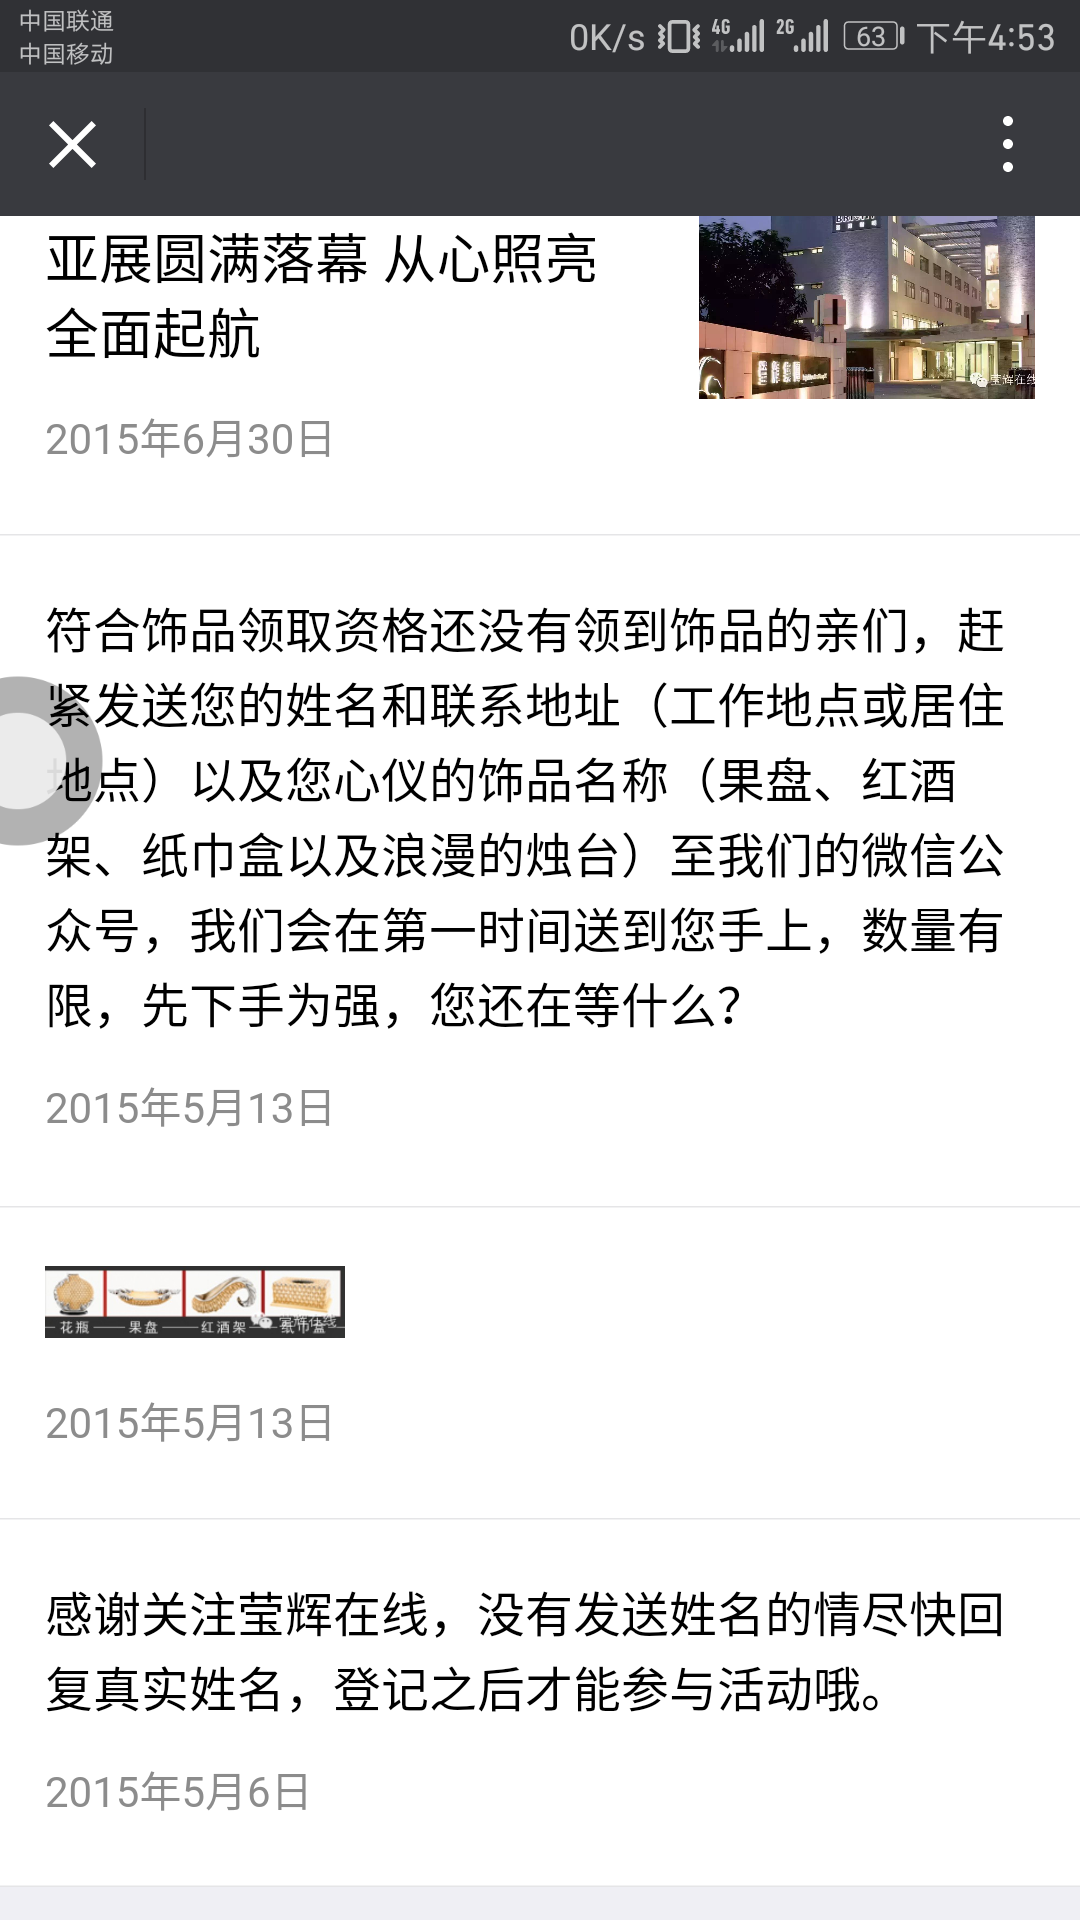 中国联通
中国移动
0K/s 4G 2G 63 下午4:53
亚展圆满落幕 从心照亮
全面起航
莹辉在线
2015年6月30日
符合饰品领取资格还没有领到饰品的亲们，赶
紧发送您的姓名和联系地址（工作地点或居住
地点）以及您心仪的饰品名称（果盘、红酒
架、纸巾盒以及浪漫的烛台）至我们的微信公
众号，我们会在第一时间送到您手上，数量有
限，先下手为强，您还在等什么？
2015年5月13日
花瓶 果盘 红酒架 纸巾盒
莹辉在线
2015年5月13日
感谢关注莹辉在线，没有发送姓名的情尽快回
复真实姓名，登记之后才能参与活动哦。
2015年5月6日